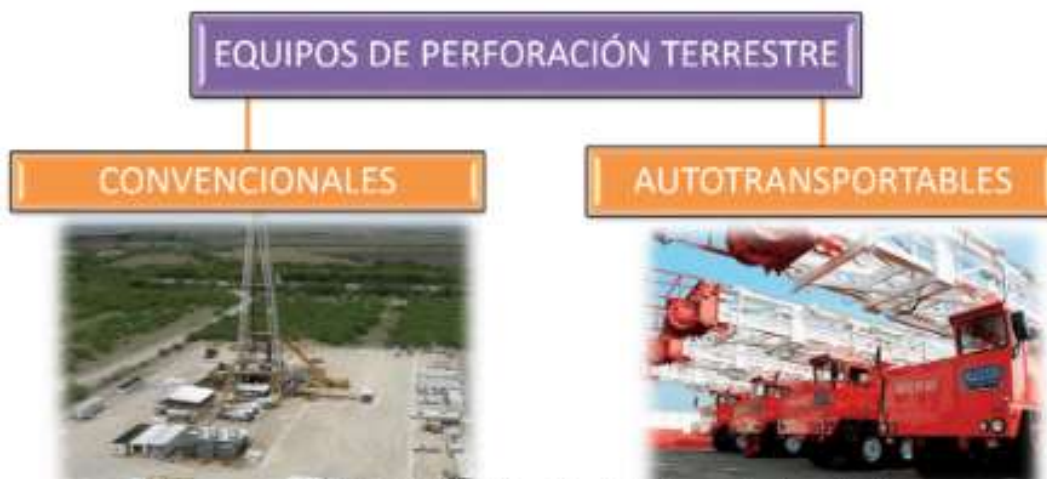 EQUIPOS DE PERFORACIÓN TERRESTRE
CONVENCIONALES
AUTOTRANSPORTABLES